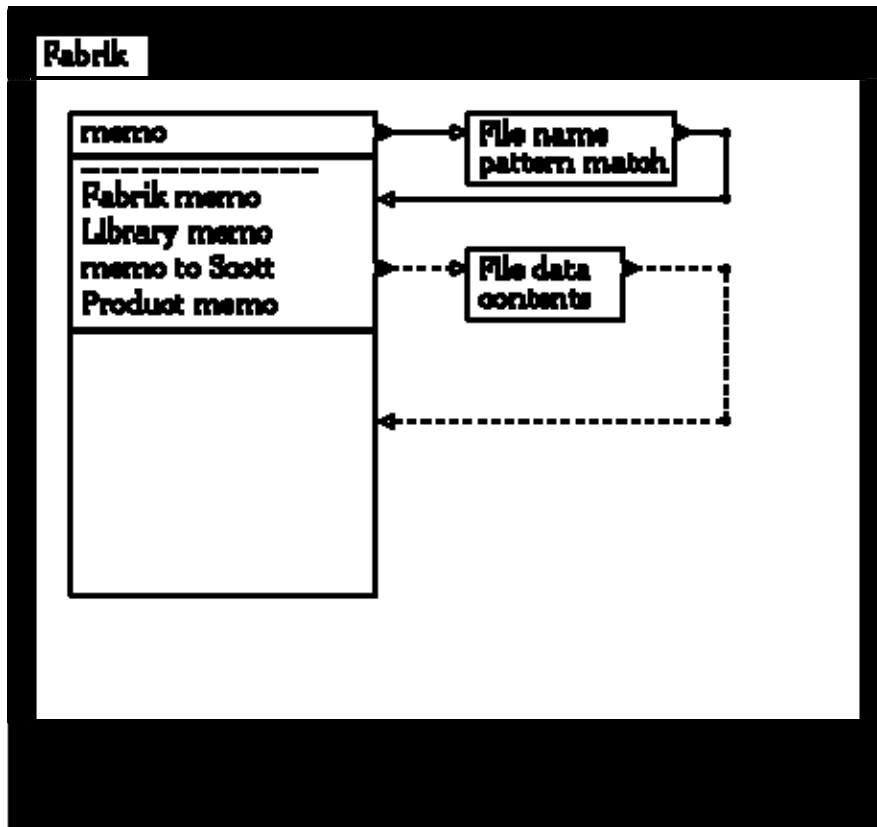 Fabrik
memo
File name
pattern match
-------------
Fabrik memo
Library memo
memo to Scott
Product memo
File data
contents